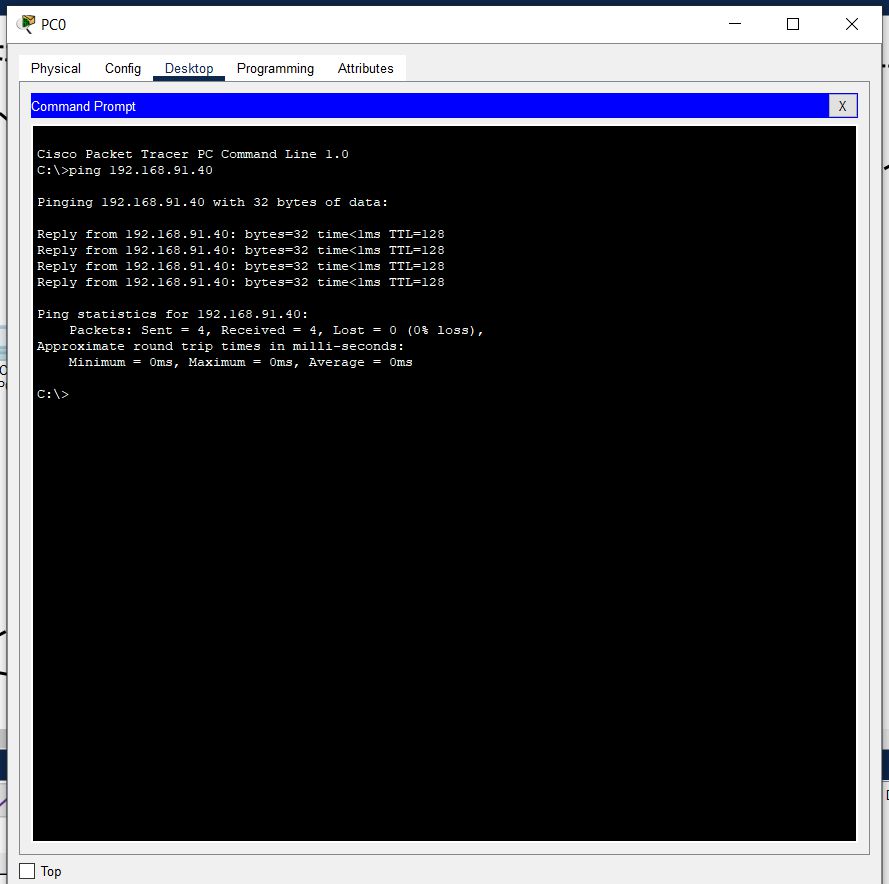 PC0
Physical Config Desktop Programming Attributes
Command Prompt X
Cisco Packet Tracer PC Command Line 1.0
C:\>ping 192.168.91.40
Pinging 192.168.91.40 with 32 bytes of data:
Reply from 192.168.91.40: bytes=32 time<1ms TTL=128
Reply from 192.168.91.40: bytes=32 time<1ms TTL=128
Reply from 192.168.91.40: bytes=32 time<1ms TTL=128
Reply from 192.168.91.40: bytes=32 time<1ms TTL=128
Ping statistics for 192.168.91.40:
Packets: Sent = 4, Received = 4, Lost = 0 (0% loss),
Approximate round trip times in milli-seconds:
Minimum = 0ms, Maximum = 0ms, Average = 0ms
C:\>
Top